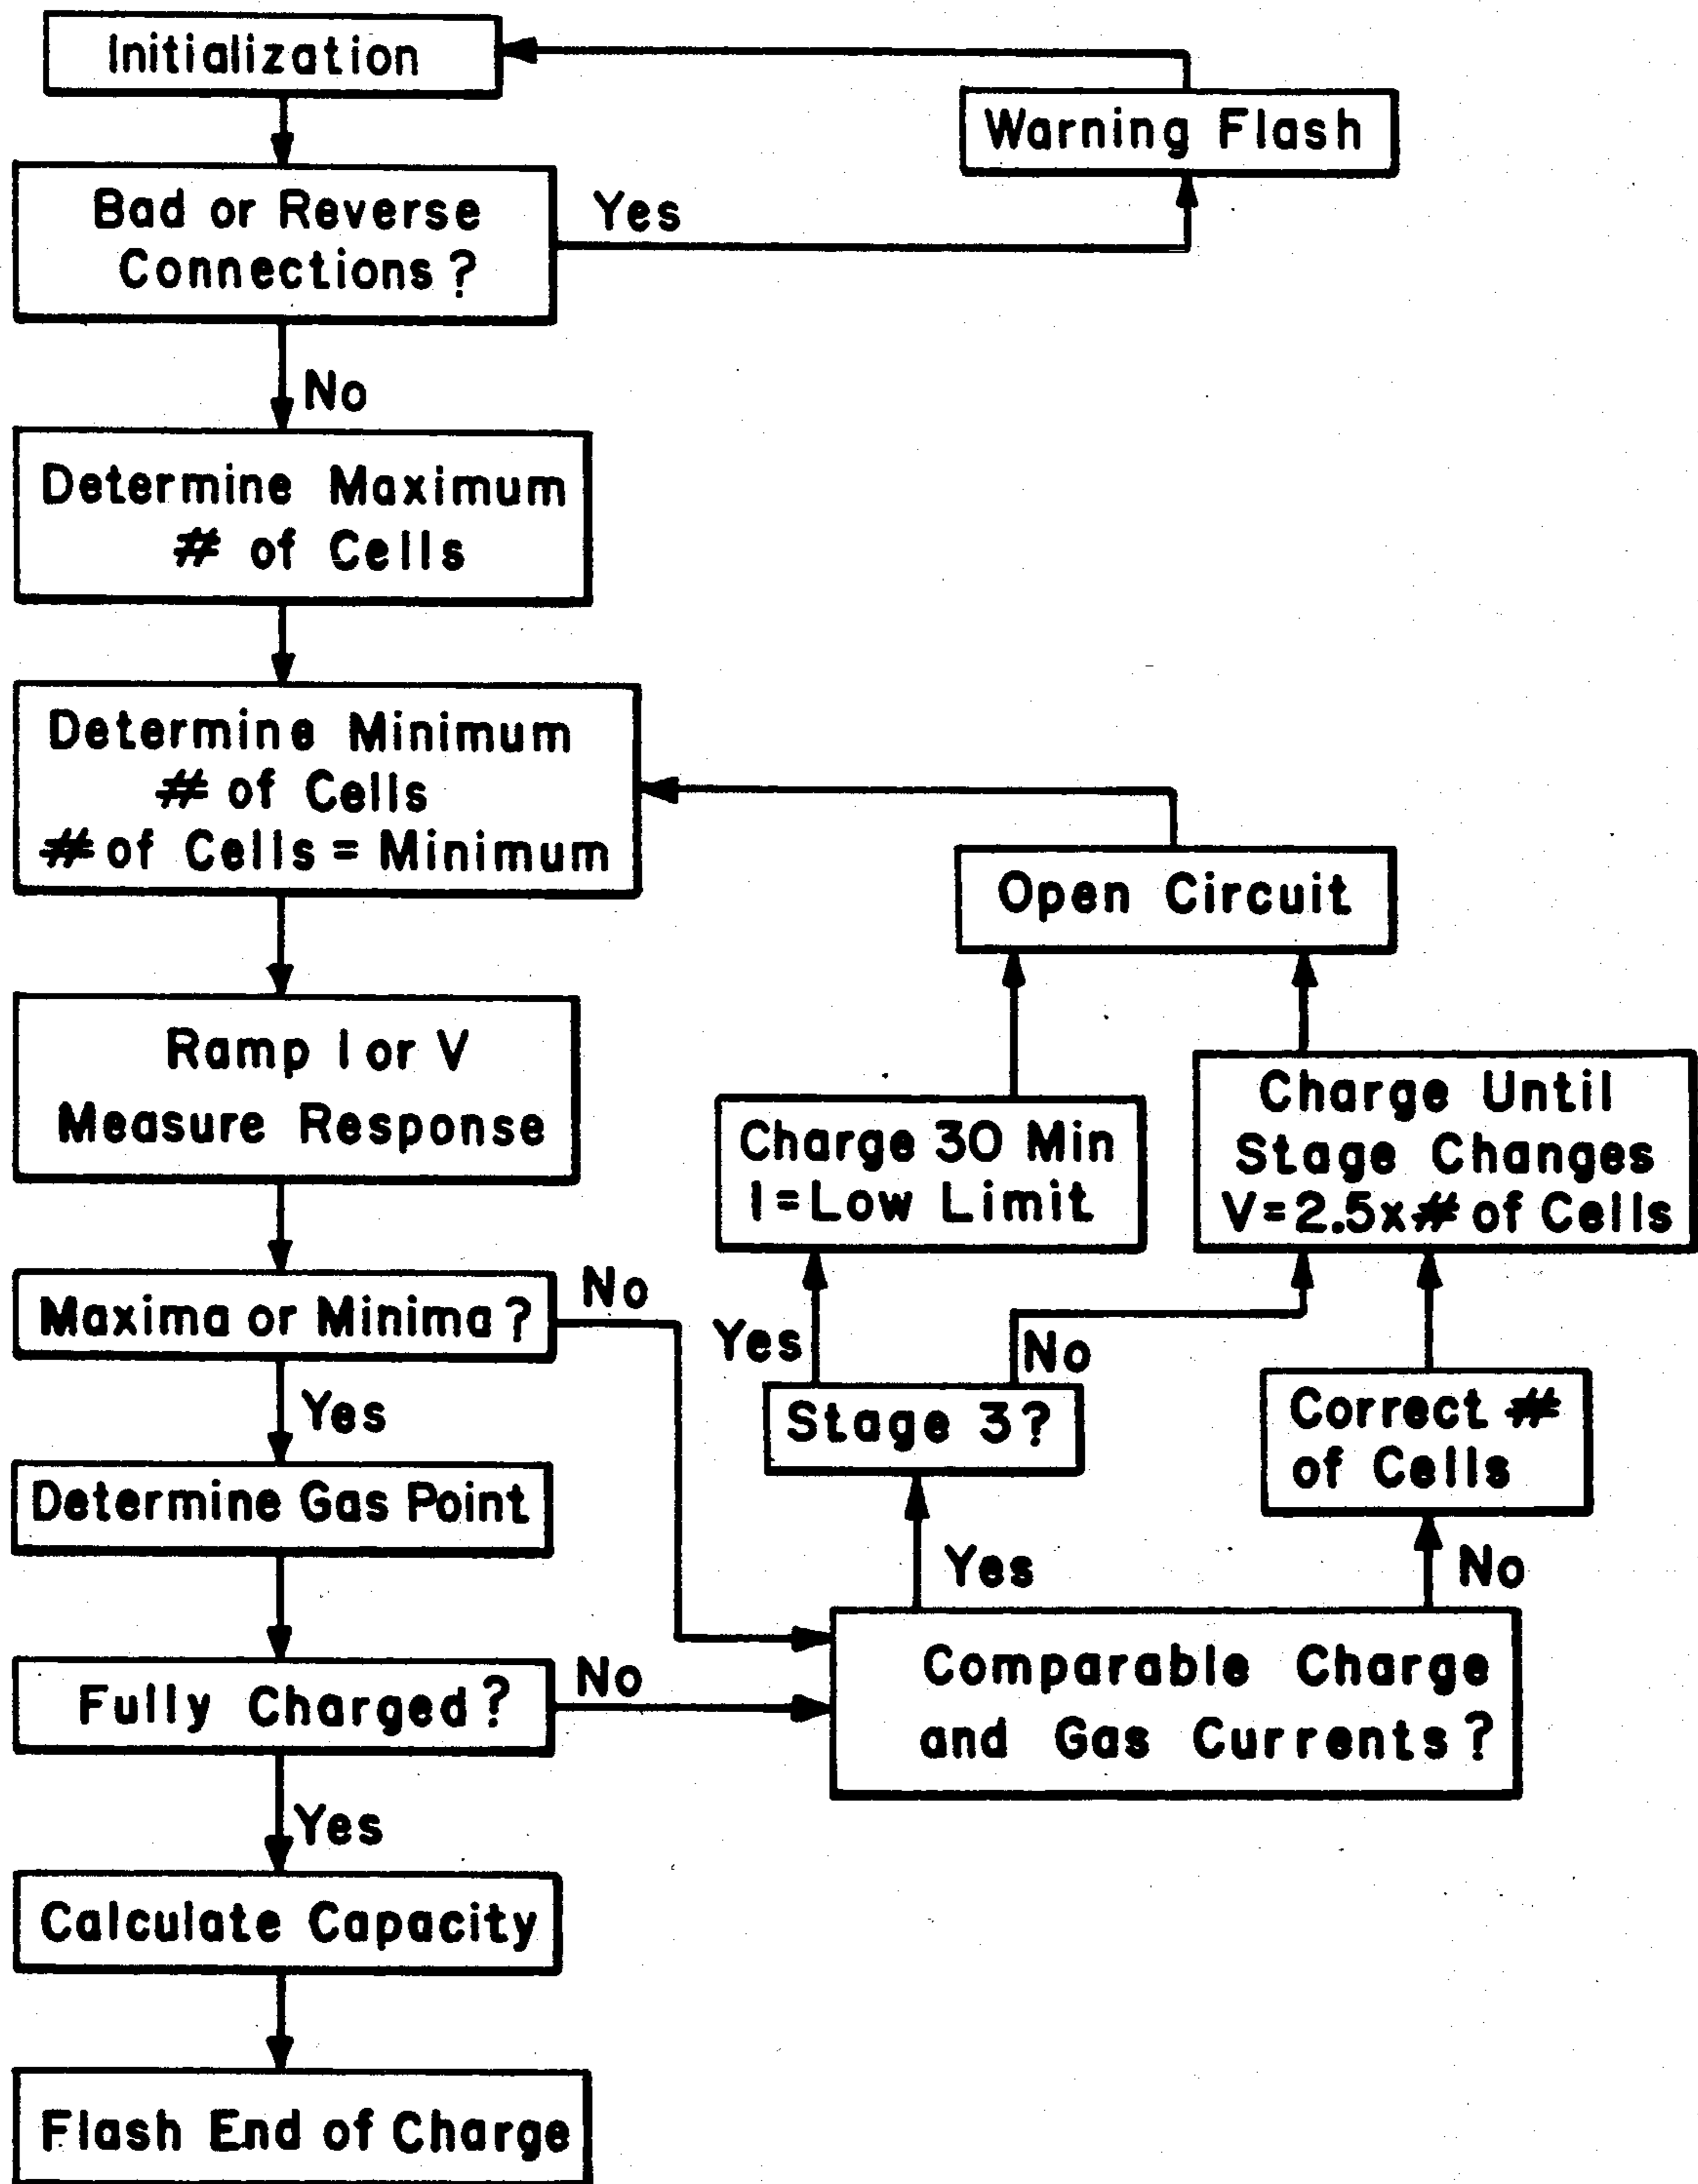 Initialization
Warning Flash
Bad or Reverse
Connections?
Yes
No
Determine Maximum
# of Cells
Determine Minimum
# of Cells
# of Cells = Minimum
Open Circuit
Ramp I or V
Measure Response
Charge 30 Min
I=Low Limit
Charge Until
Stage Changes
V=2.5x# of Cells
Maxima or Minima?
No
Yes
Yes
No
Stage 3?
Correct #
of Cells
Determine Gas Point
Yes
No
Fully Charged?
No
Comparable Charge
and Gas Currents?
Yes
Calculate Capacity
Flash End of Charge